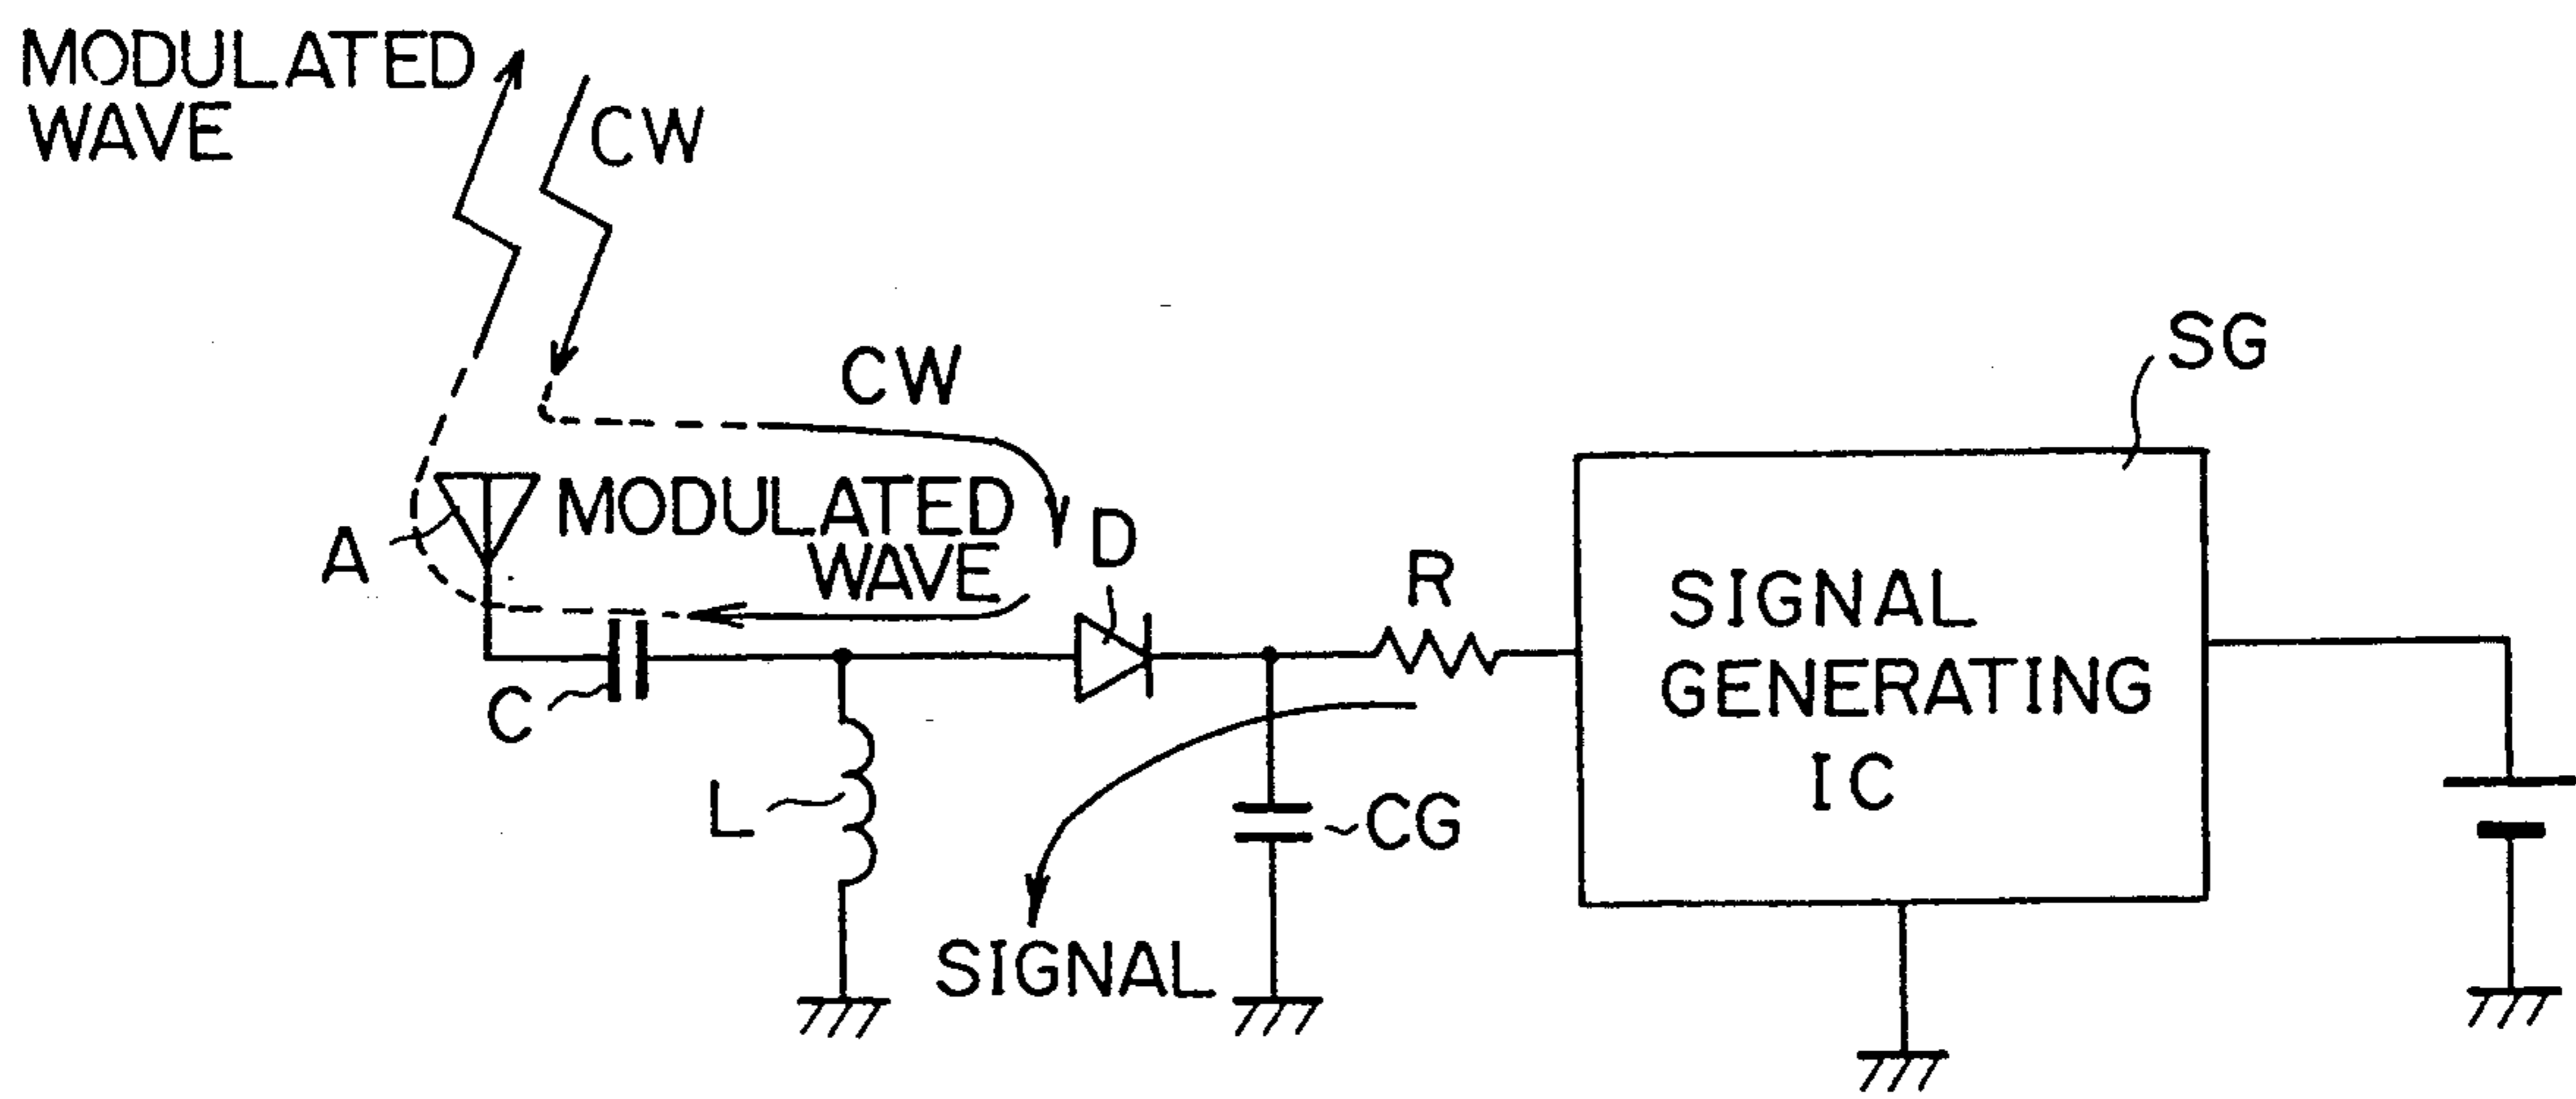 MODULATED
WAVE
CW
CW
SG
MODULATED
WAVE
A
D
R
SIGNAL
GENERATING
IC
C
L
CG
SIGNAL